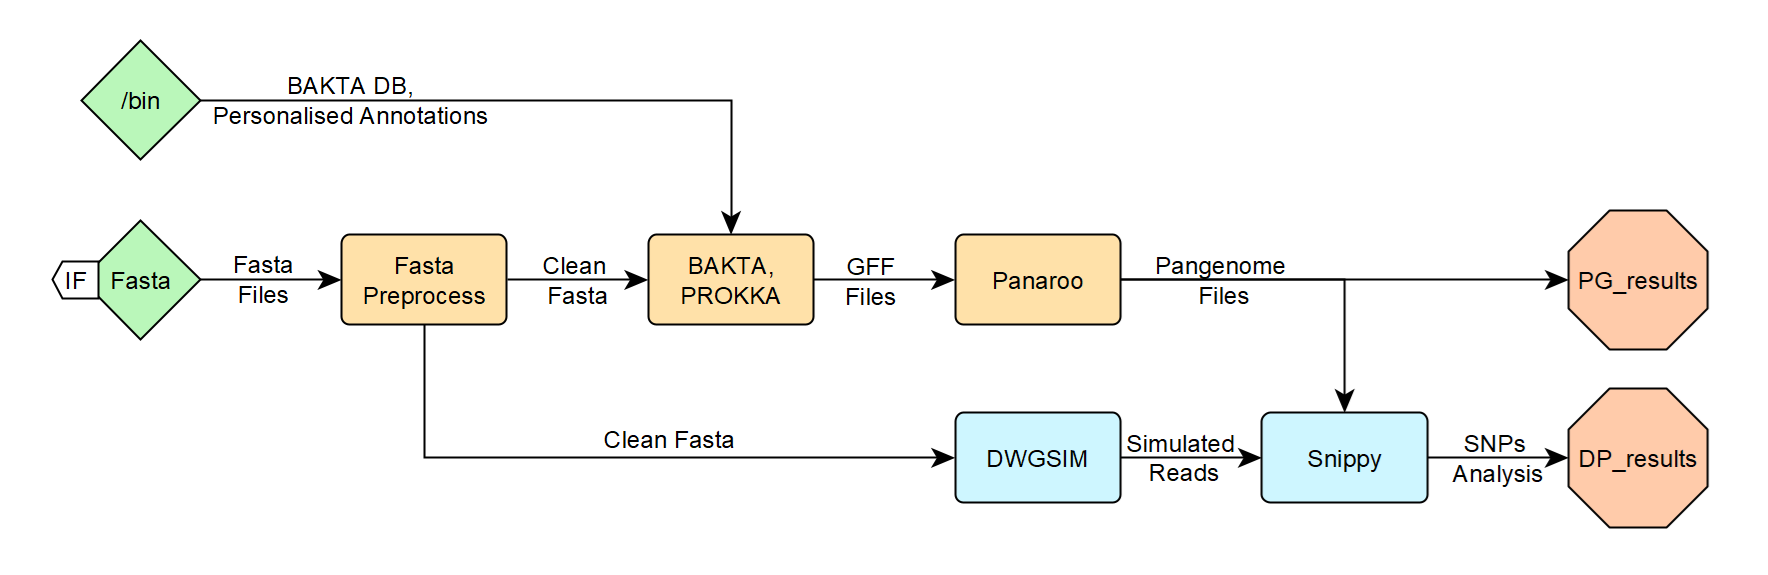 /bin
BAKTA DB,
Personalised Annotations
IF
Fasta
Fasta
Files
Fasta
Preprocess
Clean
Fasta
BAKTA,
PROKKA
GFF
Files
Panaroo
Pangenome
Files
PG_results
Clean Fasta
DWGSIM
Simulated
Reads
Snippy
SNPs
Analysis
DP_results